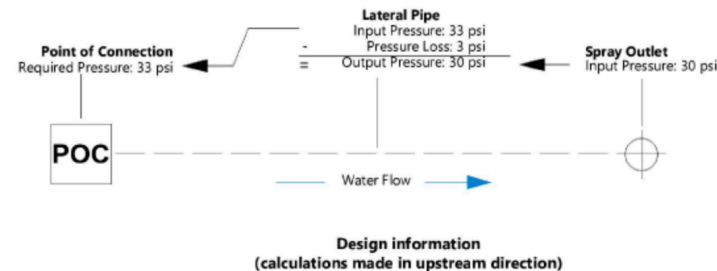 Lateral Pipe
Input Pressure: 33 psi
- Pressure Loss: 3 psi
= Output Pressure: 30 psi
Point of Connection
Required Pressure: 33 psi
Spray Outlet
Input Pressure: 30 psi
POC
Water Flow
Design information
(calculations made in upstream direction)